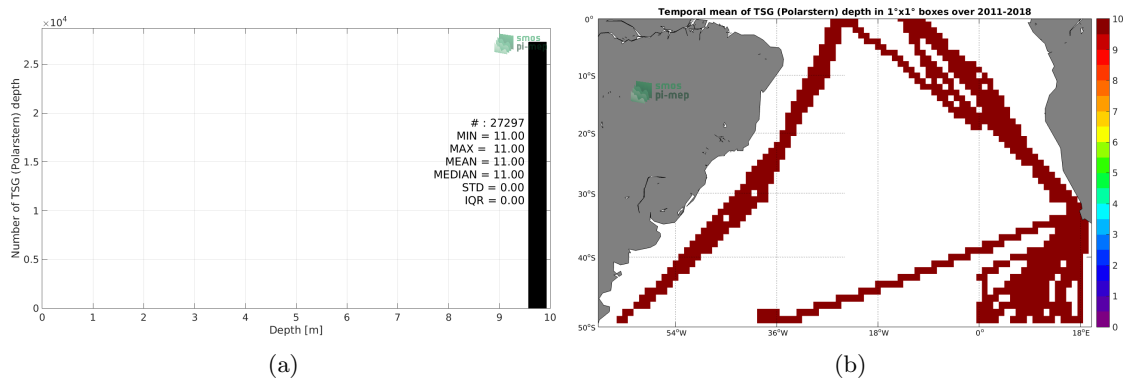 ×10⁴
2.5
2
1.5
1
0.5
0
Number of TSG (Polarstern) depth
smos
pi-mep
# : 27297
MIN = 11.00
MAX = 11.00
MEAN = 11.00
MEDIAN = 11.00
STD = 0.00
IQR = 0.00
0 1 2 3 4 5 6 7 8 9 10
Depth [m]
(a)
Temporal mean of TSG (Polarstern) depth in 1°x1° boxes over 2011-2018
0°
10°S
20°S
30°S
40°S
50°S
smos
pi-mep
54°W 36°W 18°W 0° 18°E
10
9
8
7
6
5
4
3
2
1
0
(b)